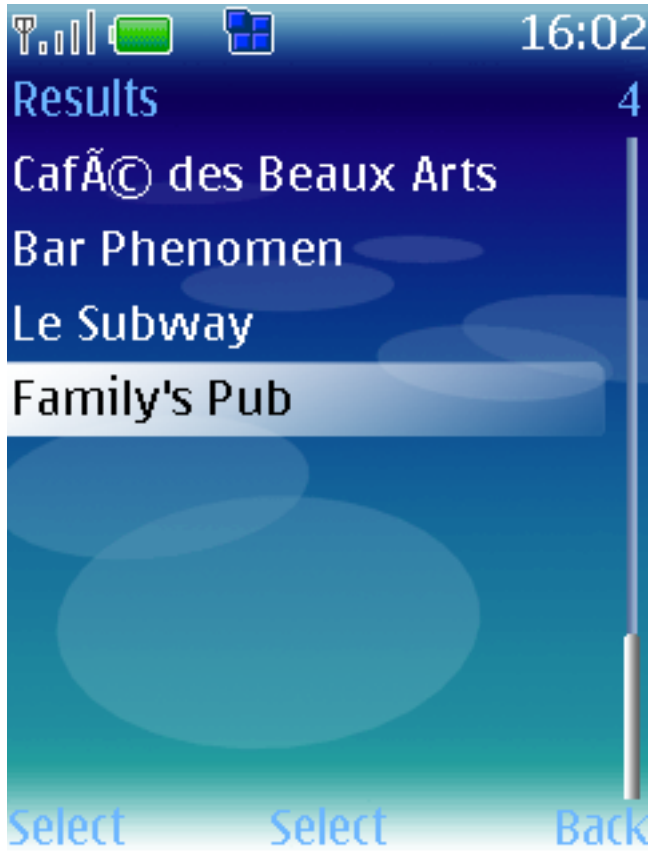 16:02
Results 4
CafÃ© des Beaux Arts
Bar Phenomen
Le Subway
Family's Pub
Select Select Back